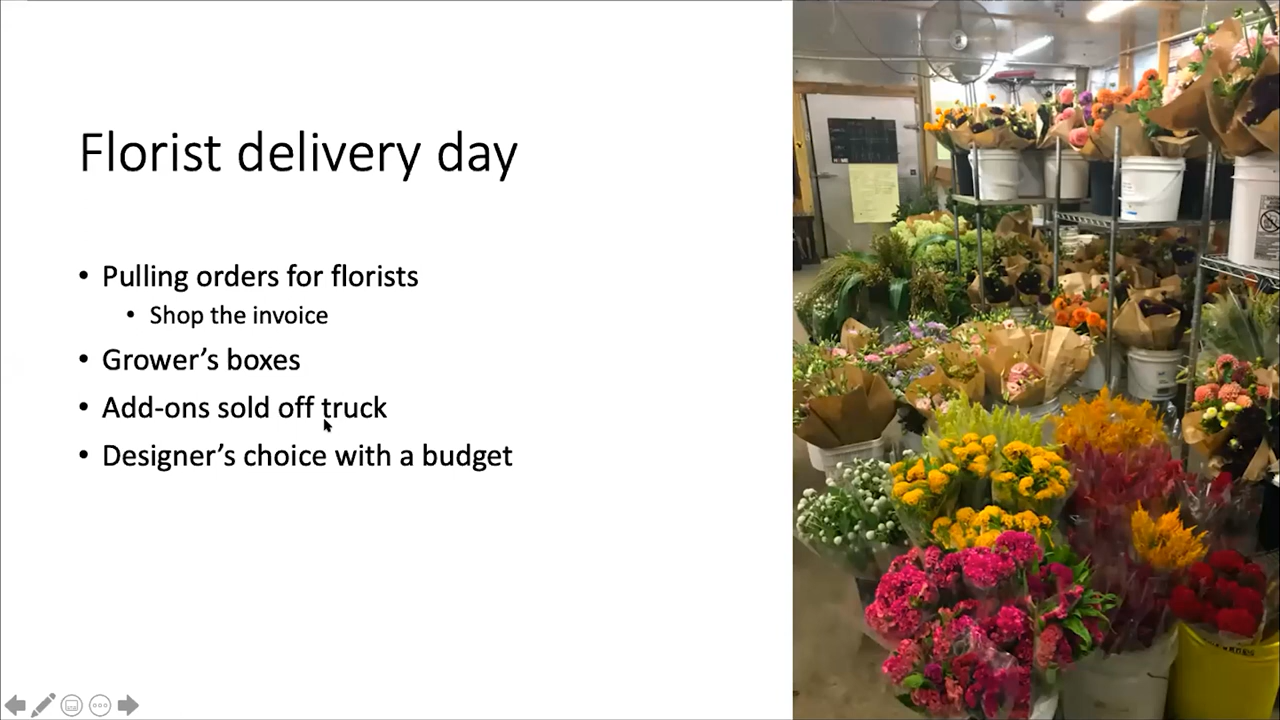 Florist delivery day
• Pulling orders for florists
• Shop the invoice
• Grower’s boxes
• Add-ons sold off truck
• Designer’s choice with a budget